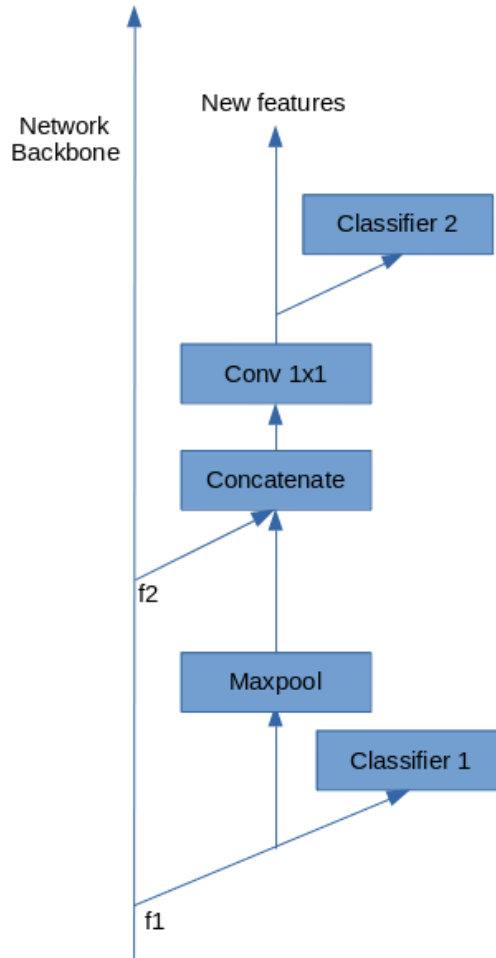 New features
Network
Backbone
Classifier 2
Conv 1x1
Concatenate
f2
Maxpool
Classifier 1
f1